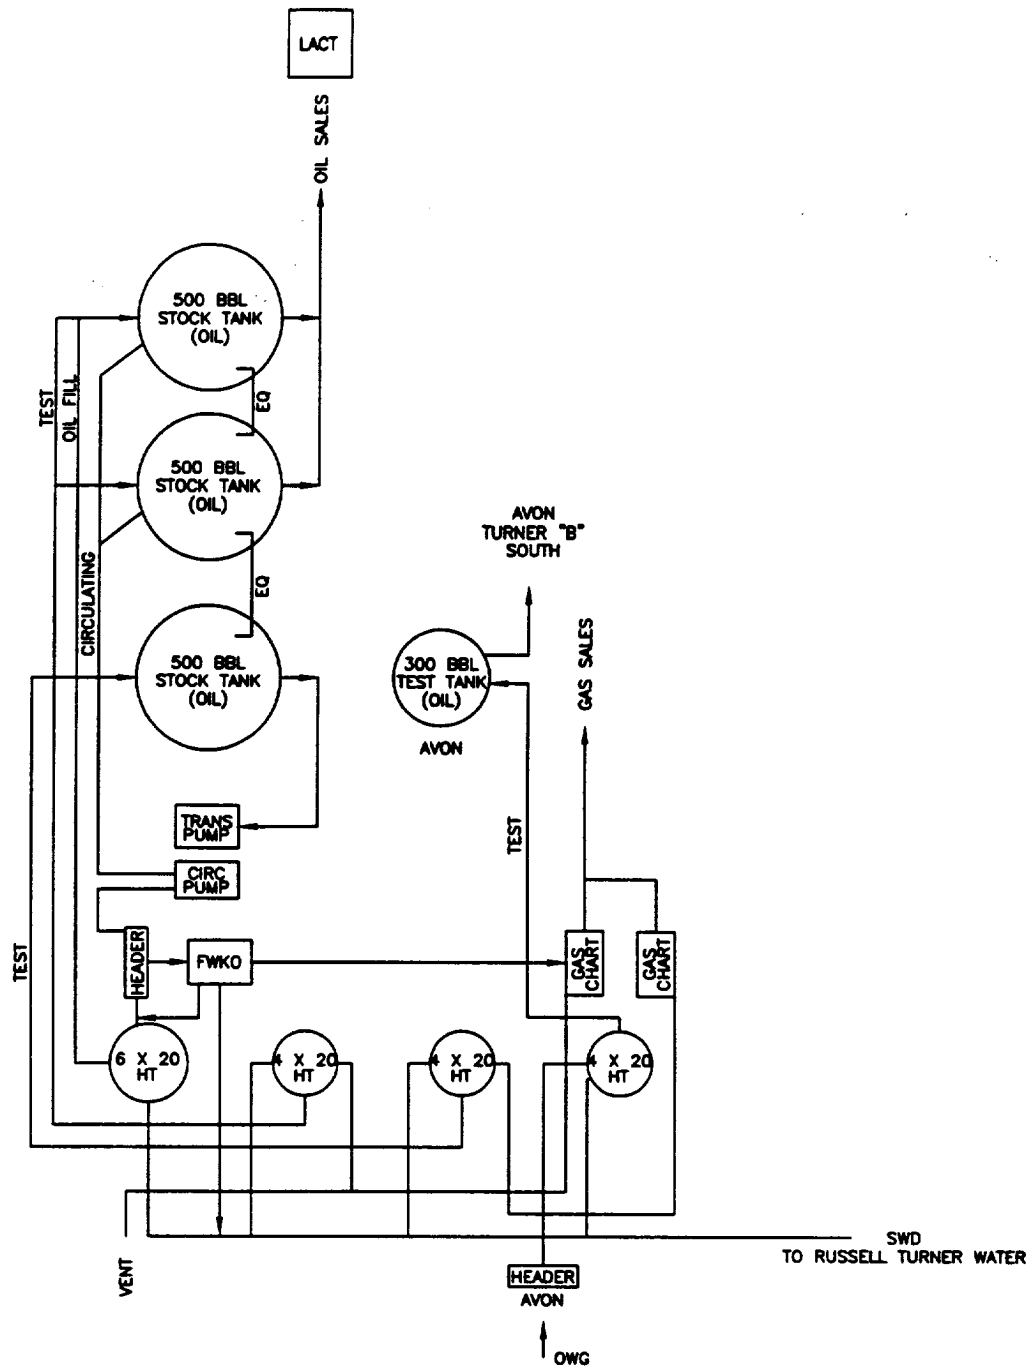 LACT
OIL SALES
500 BBL
STOCK TANK
(OIL)
TEST
OIL FILL
EQ
500 BBL
STOCK TANK
(OIL)
AVON
TURNER "B"
SOUTH
CIRCULATING
EQ
500 BBL
STOCK TANK
(OIL)
300 BBL
TEST TANK
(OIL)
AVON
GAS SALES
TRANS
PUMP
TEST
CIRC
PUMP
TEST
HEADER
FWKO
GAS
CHART
GAS
CHART
6 X 20
HT
4 X 20
HT
4 X 20
HT
4 X 20
HT
VENT
SWD
TO RUSSELL TURNER WATER
HEADER
AVON
OWG